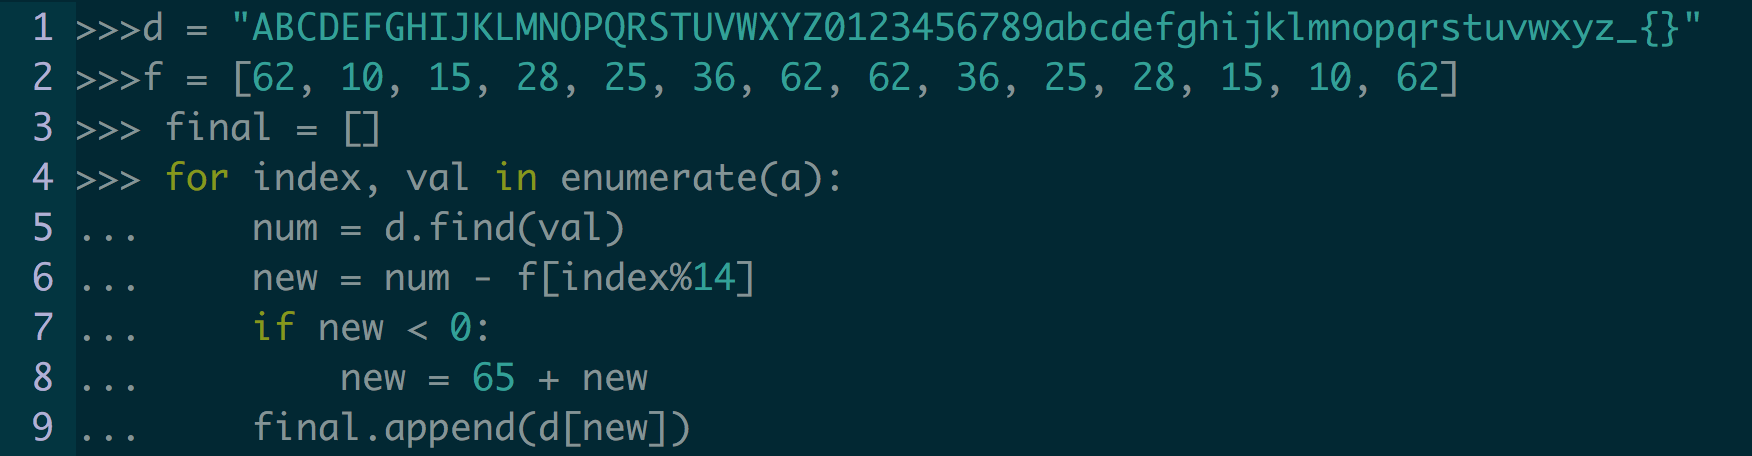 1 >>>d = "ABCDEFGHIJKLMNOPQRSTUVWXYZ0123456789abcdefghijklmnopqrstuvwxyz_{}"
2 >>>f = [62, 10, 15, 28, 25, 36, 62, 62, 36, 25, 28, 15, 10, 62]
3 >>> final = []
4 >>> for index, val in enumerate(a):
5 ...     num = d.find(val)
6 ...     new = num - f[index%14]
7 ...     if new < 0:
8 ...         new = 65 + new
9 ...     final.append(d[new])